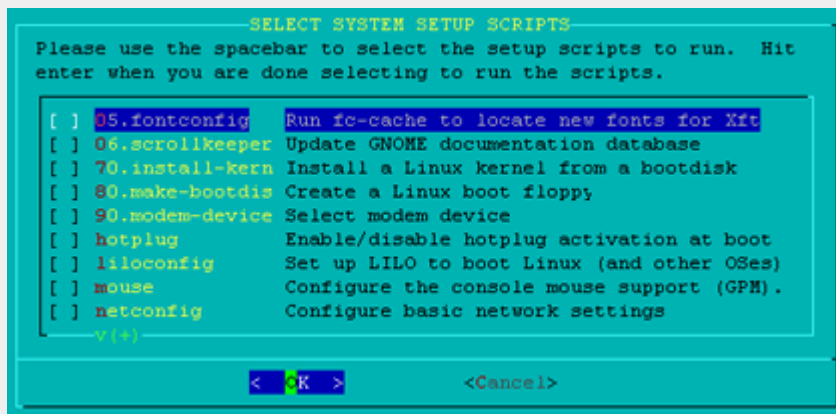 SELECT SYSTEM SETUP SCRIPTS
Please use the spacebar to select the setup scripts to run. Hit
enter when you are done selecting to run the scripts.
[ ] 05.fontconfig Run fc-cache to locate new fonts for Xft
[ ] 06.scrollkeeper Update GNOME documentation database
[ ] 70.install-kern Install a Linux kernel from a bootdisk
[ ] 80.make-bootdis Create a Linux boot floppy
[ ] 90.modem-device Select modem device
[ ] hotplug Enable/disable hotplug activation at boot
[ ] liloconfig Set up LILO to boot Linux (and other OSes)
[ ] mouse Configure the console mouse support (GPM).
[ ] netconfig Configure basic network settings
v(+)
< OK > <Cancel>